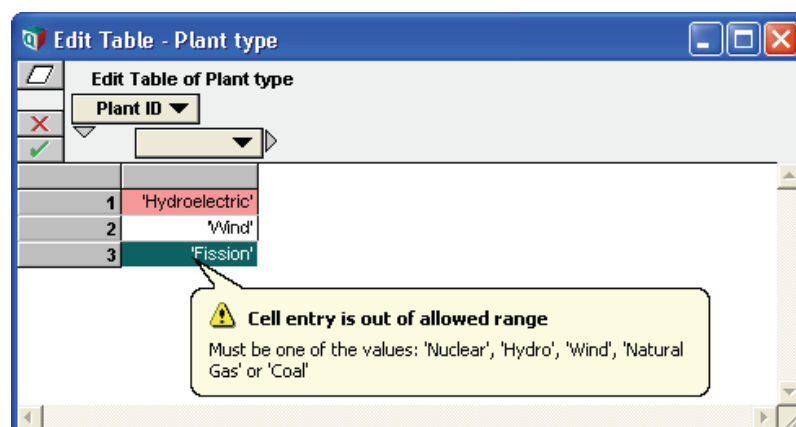 Edit Table - Plant type
Edit Table of Plant type
Plant ID
1 'Hydroelectric'
2 'Wind'
3 'Fission'
Cell entry is out of allowed range
Must be one of the values: 'Nuclear', 'Hydro', 'Wind', 'Natural
Gas' or 'Coal'